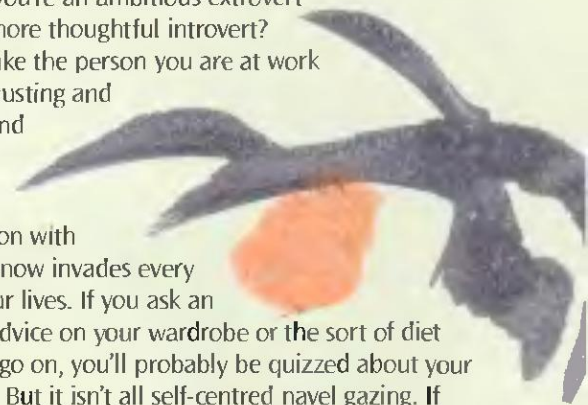 you're an ambitious extrovert
more thoughtful introvert?
ke the person you are at work
usting and
nd
on with
now invades every
ur lives. If you ask an
dvice on your wardrobe or the sort of diet
go on, you'll probably be quizzed about your
But it isn't all self-centred navel gazing. If